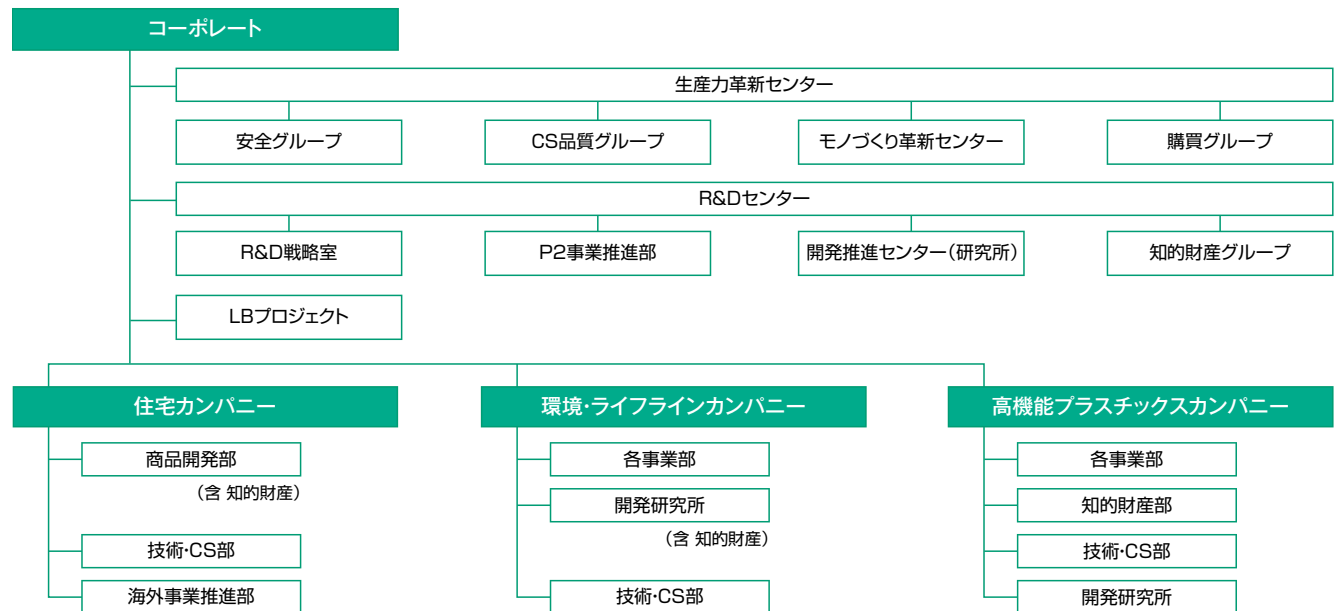 コーポレート
生産力革新センター
安全グループ
CS品質グループ
モノづくり革新センター
購買グループ
R&Dセンター
R&D戦略室
P2事業推進部
開発推進センター（研究所）
知的財産グループ
LBプロジェクト
住宅カンパニー
環境・ライフラインカンパニー
高機能プラスチックスカンパニー
商品開発部
（含 知的財産）
技術・CS部
海外事業推進部
各事業部
開発研究所
（含 知的財産）
技術・CS部
各事業部
知的財産部
技術・CS部
開発研究所